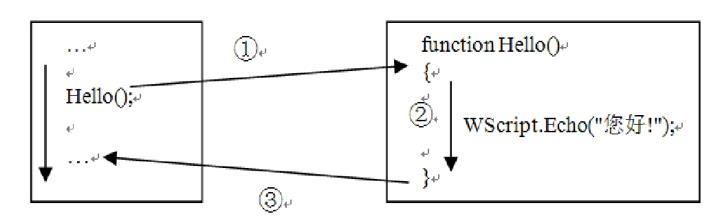 …
Hello();
…
①
function Hello()
{
②
WScript.Echo("您好!");
}
③